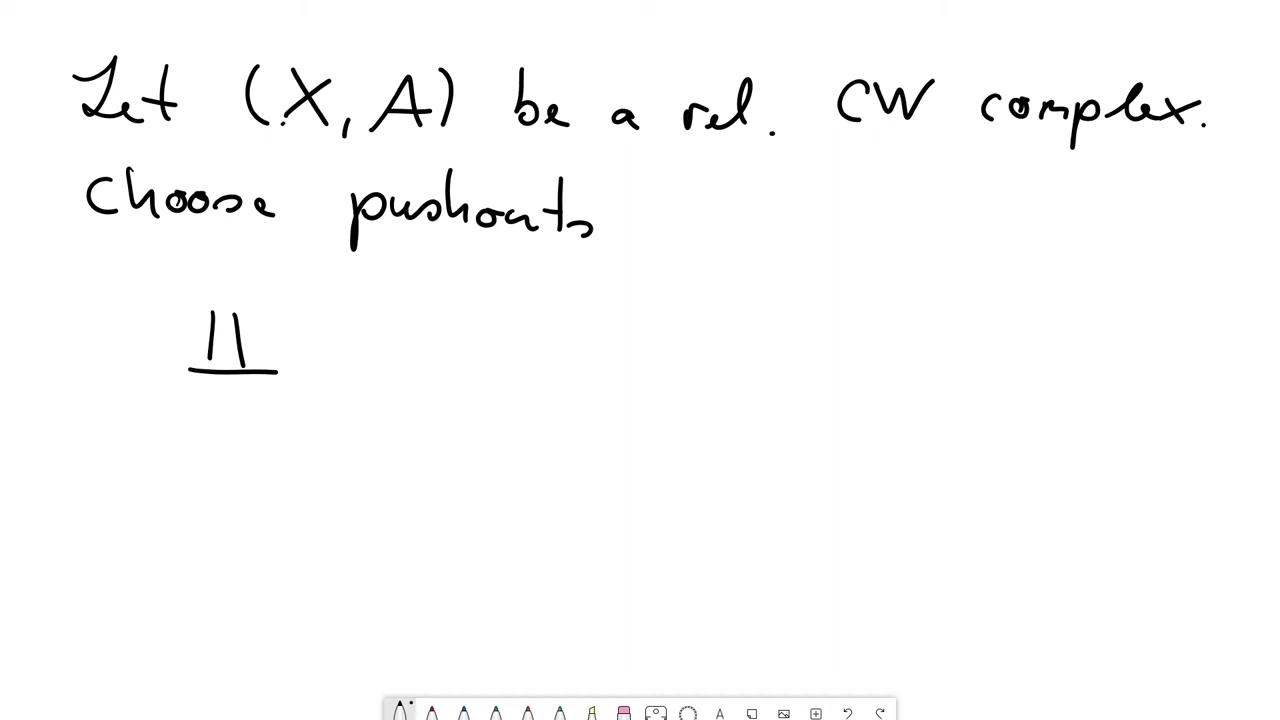 Let (X, A) be a rel. CW complex.
Choose pushouts
∐